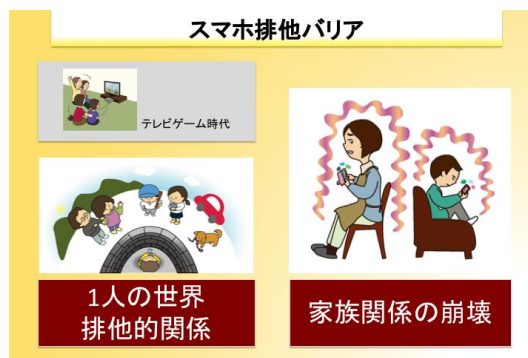 スマホ排他バリア
テレビゲーム時代
1人の世界
排他的関係
家族関係の崩壊